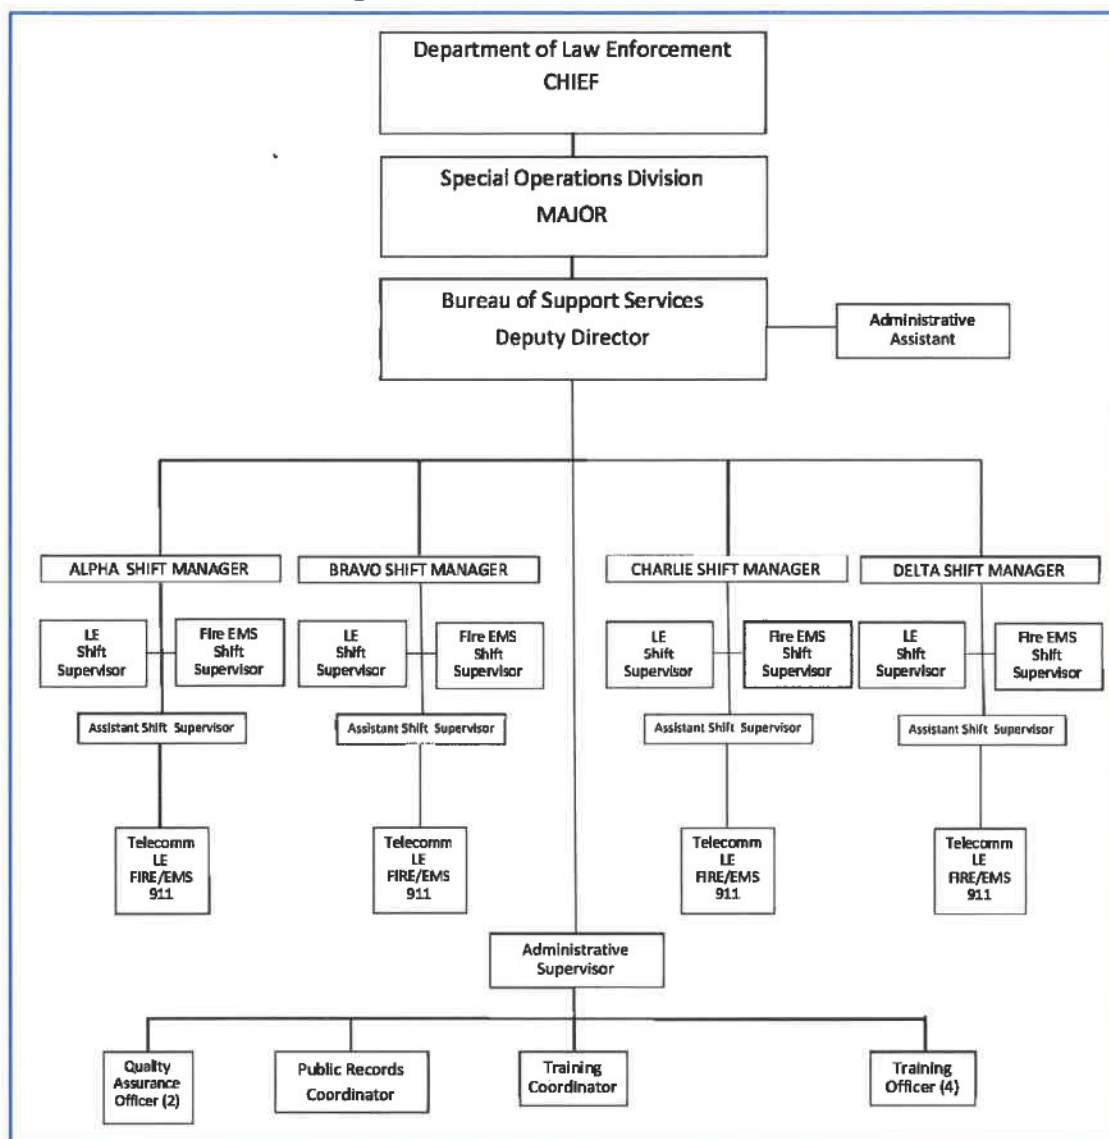 Department of Law Enforcement
CHIEF
Special Operations Division
MAJOR
Bureau of Support Services
Deputy Director
Administrative
Assistant
ALPHA SHIFT MANAGER
BRAVO SHIFT MANAGER
CHARLIE SHIFT MANAGER
DELTA SHIFT MANAGER
LE
Shift
Supervisor
Fire EMS
Shift
Supervisor
LE
Shift
Supervisor
Fire EMS
Shift
Supervisor
LE
Shift
Supervisor
Fire EMS
Shift
Supervisor
LE
Shift
Supervisor
Fire EMS
Shift
Supervisor
Assistant Shift Supervisor
Assistant Shift Supervisor
Assistant Shift Supervisor
Assistant Shift Supervisor
Telecomm
LE
FIRE/EMS
911
Telecomm
LE
FIRE/EMS
911
Telecomm
LE
FIRE/EMS
911
Telecomm
LE
FIRE/EMS
911
Administrative
Supervisor
Quality
Assurance
Officer (2)
Public Records
Coordinator
Training
Coordinator
Training
Officer (4)